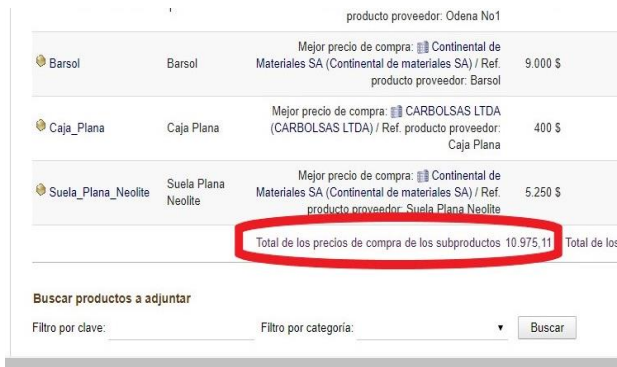 producto proveedor: Odena No1
Mejor precio de compra: Continental de
Barsol Barsol Materiales SA (Continental de materiales SA) / Ref. 9.000 $
producto proveedor: Barsol
Mejor precio de compra: CARBOLSAS LTDA
Caja_Plana Caja Plana (CARBOLSAS LTDA) / Ref. producto proveedor: 400 $
Caja Plana
Mejor precio de compra: Continental de
Suela_Plana_Neolite Suela Plana Neolite Materiales SA (Continental de materiales SA) / Ref. 5.250 $
producto proveedor: Suela Plana Neolite
Total de los precios de compra de los subproductos 10.975,11 Total de los
Buscar productos a adjuntar
Filtro por clave: Filtro por categoría: Buscar